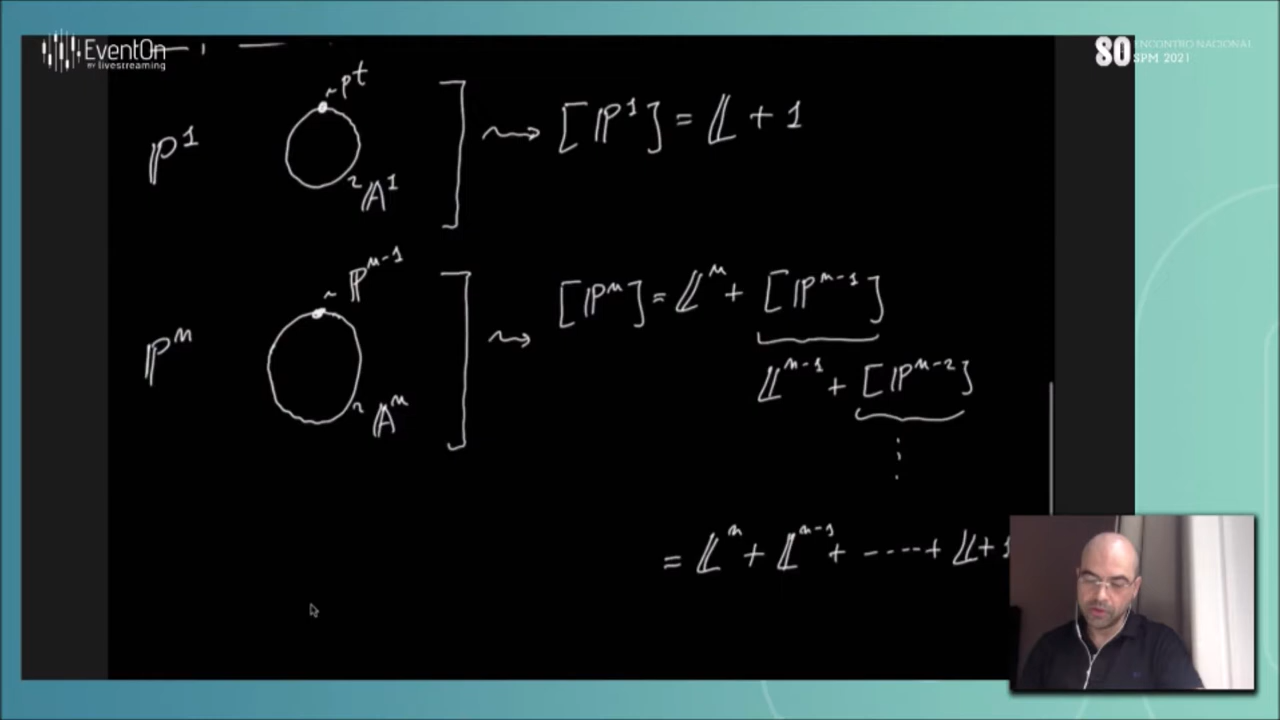 EventOn
BY livestreaming
80 ENCONTRO NACIONAL
SPM 2021
~pt
ℙ¹ ] ⇝ [ℙ¹] = 𝕃 + 1
𝔸¹
~ ℙⁿ⁻¹
ℙⁿ ] ⇝ [ℙⁿ] = 𝕃ⁿ + [ℙⁿ⁻¹]
𝕃ⁿ⁻¹ + [ℙⁿ⁻²]
𝔸ⁿ
⋮
= 𝕃ⁿ + 𝕃ⁿ⁻¹ + ----- + 𝕃 + 1